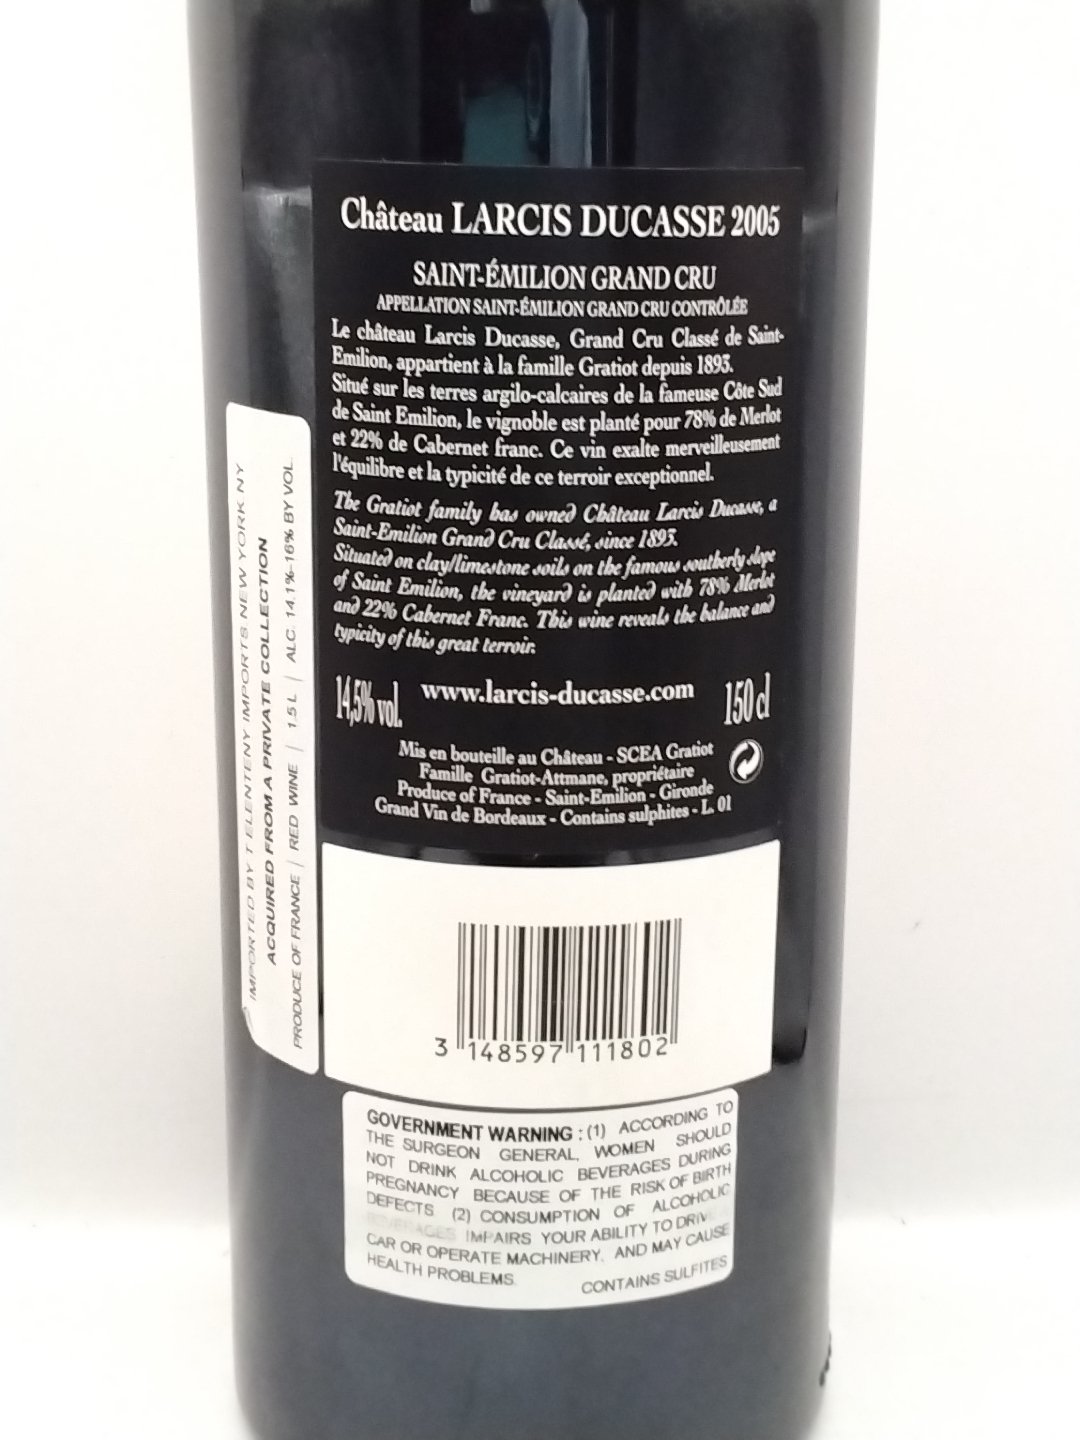 Château LARCIS DUCASSE 2005
SAINT-ÉMILION GRAND CRU
APPELLATION SAINT-ÉMILION GRAND CRU CONTRÔLÉE
Le château Larcis Ducasse, Grand Cru Classé de Saint-
Emilion, appartient à la famille Gratiot depuis 1893.
Situé sur les terres argilo-calcaires de la fameuse Côte Sud
de Saint Emilion, le vignoble est planté pour 78% de Merlot
et 22% de Cabernet franc. Ce vin exalte merveilleusement
l'équilibre et la typicité de ce terroir exceptionnel.
The Gratiot family has owned Château Larcis Ducasse, a
Saint-Emilion Grand Cru Classé, since 1893.
Situated on clay/limestone soils on the famous southerly slope
of Saint Emilion, the vineyard is planted with 78% Merlot
and 22% Cabernet Franc. This wine reveals the balance and
typicity of this great terroir.
14,5% vol. www.larcis-ducasse.com 150 cl
Mis en bouteille au Château - SCEA Gratiot
Famille Gratiot-Attmane, propriétaire
Produce of France - Saint-Emilion - Gironde
Grand Vin de Bordeaux - Contains sulphites - L. 01
IMPORTED BY T ELENTENY IMPORTS NEW YORK NY
ACQUIRED FROM A PRIVATE COLLECTION
PRODUCE OF FRANCE | RED WINE | 1.5 L | ALC. 14.1%-16% BY VOL.
3 148597 111802
GOVERNMENT WARNING : (1) ACCORDING TO
THE SURGEON GENERAL, WOMEN SHOULD
NOT DRINK ALCOHOLIC BEVERAGES DURING
PREGNANCY BECAUSE OF THE RISK OF BIRTH
DEFECTS. (2) CONSUMPTION OF ALCOHOLIC
BEVERAGES IMPAIRS YOUR ABILITY TO DRIVE A
CAR OR OPERATE MACHINERY, AND MAY CAUSE
HEALTH PROBLEMS. CONTAINS SULFITES